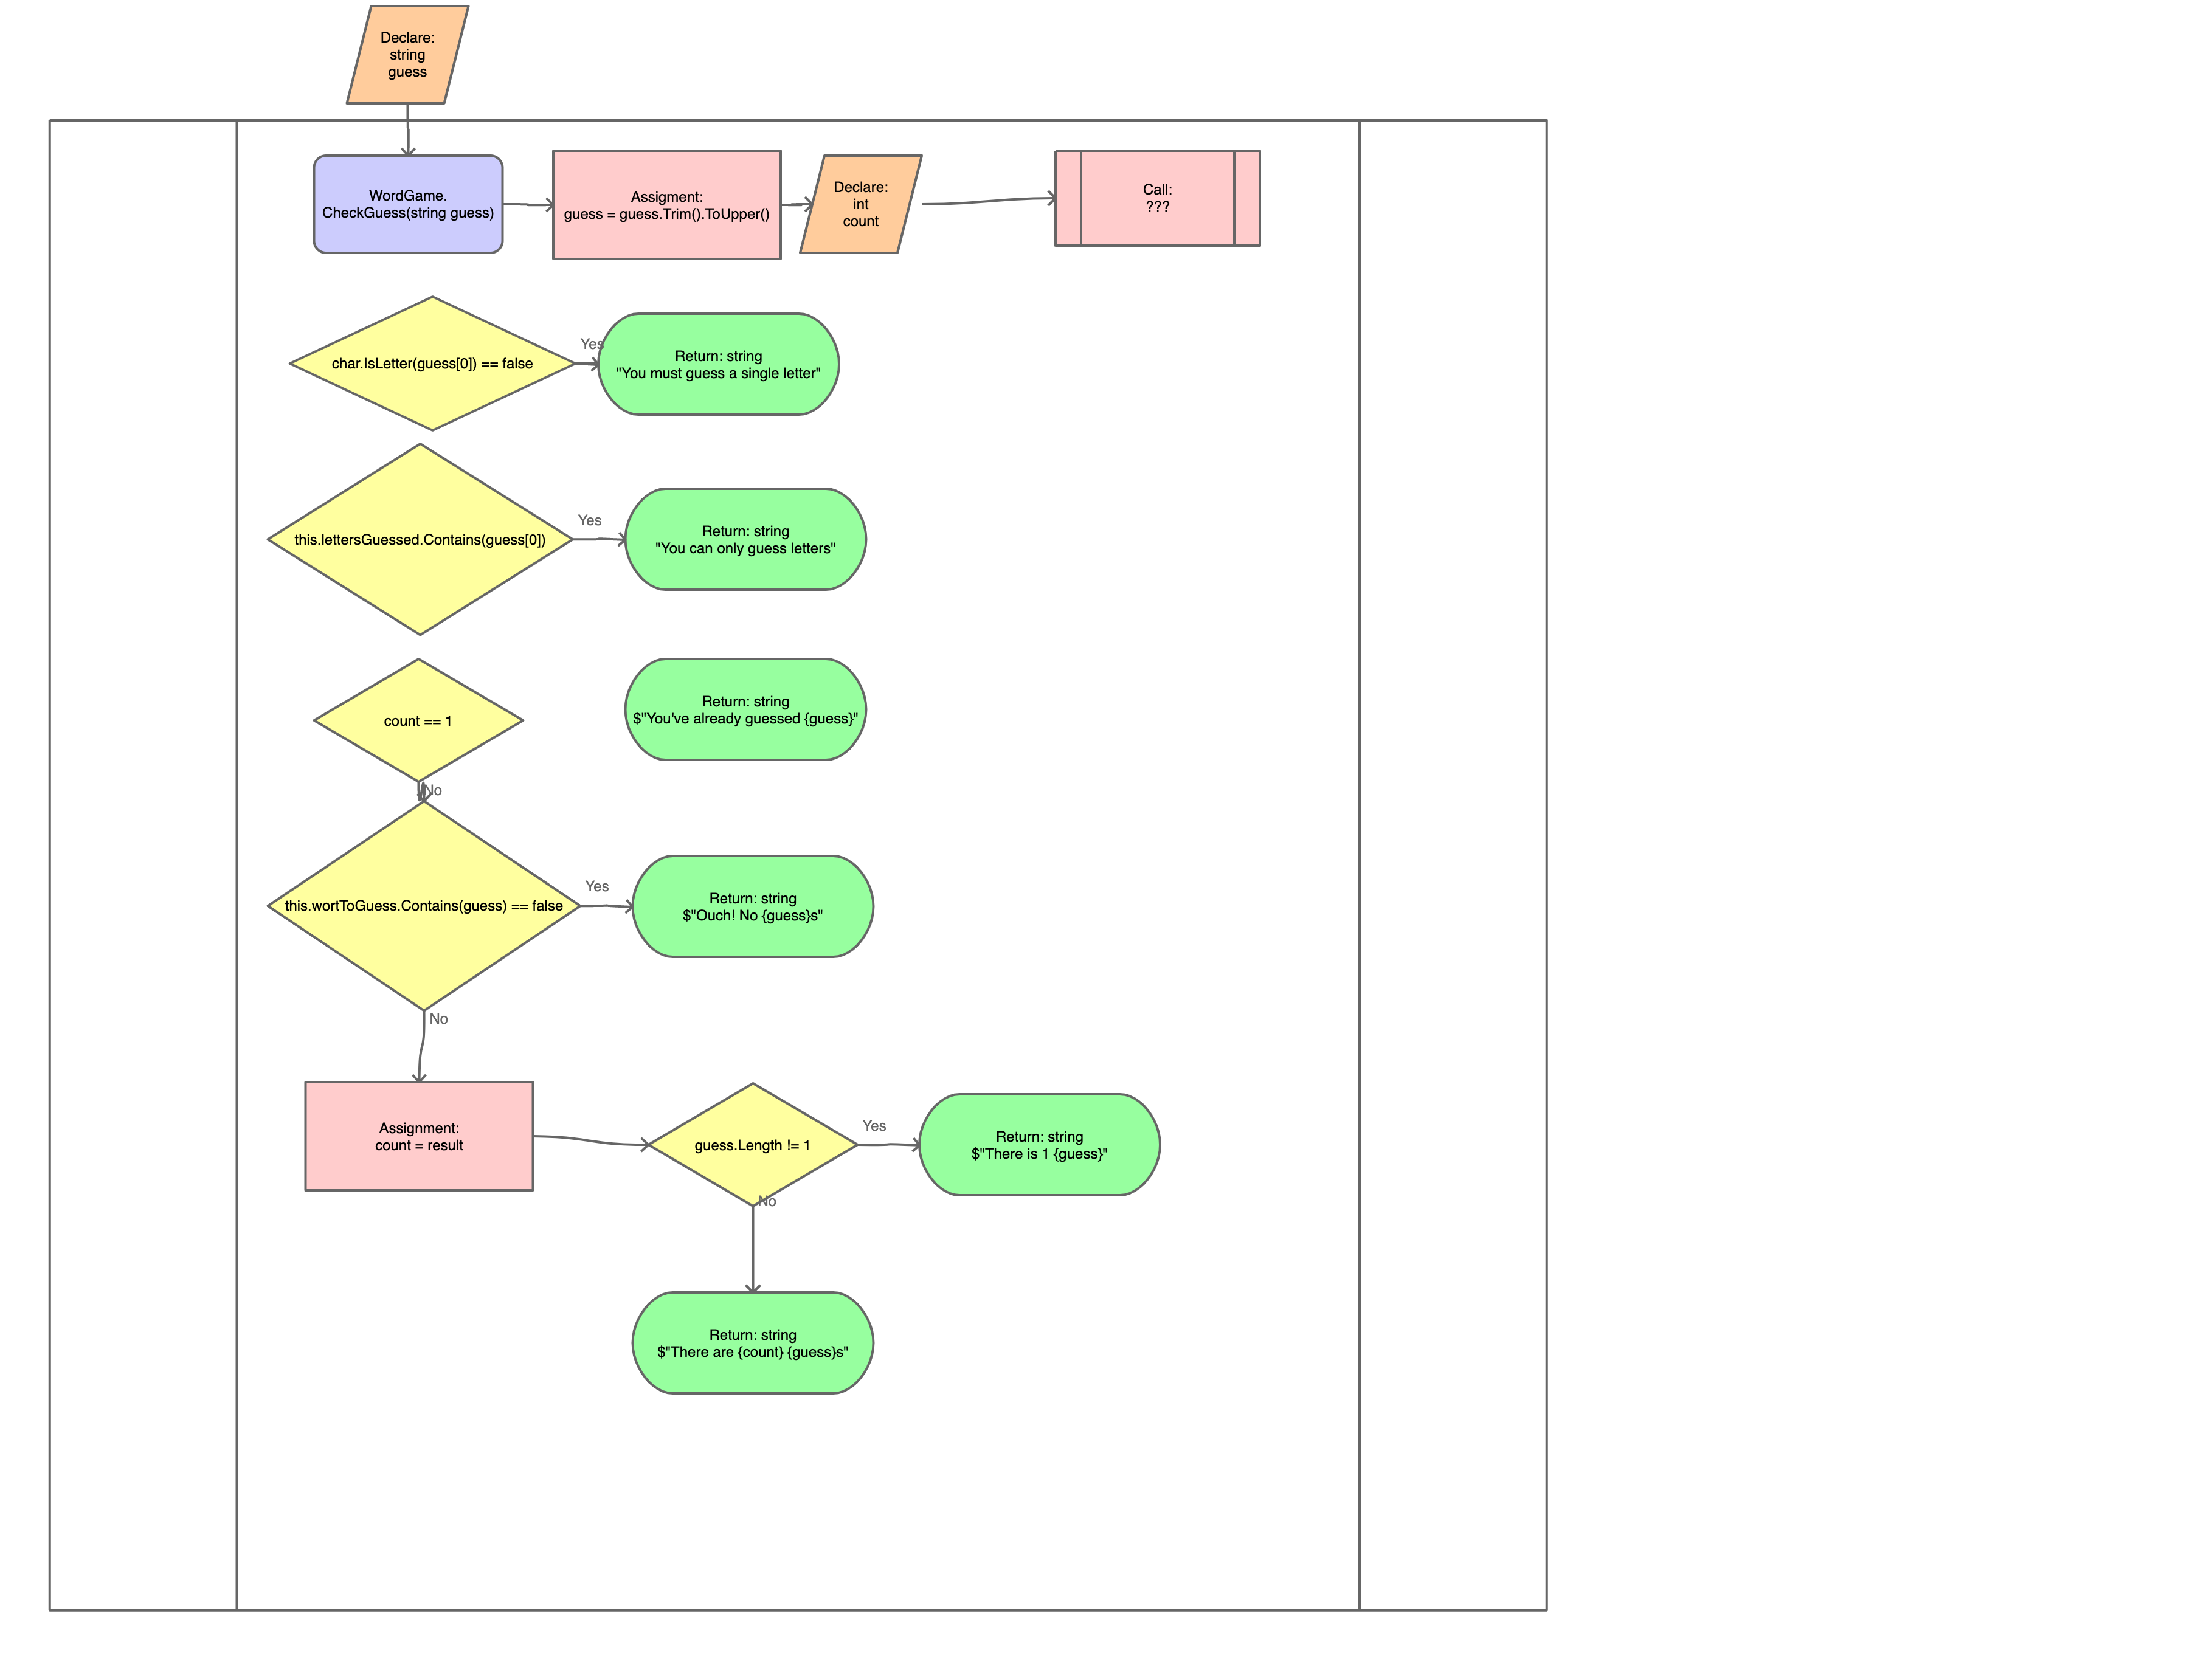 Declare:
string
guess
WordGame.
CheckGuess(string guess)
Assigment:
guess = guess.Trim().ToUpper()
Declare:
int
count
Call:
???
char.IsLetter(guess[0]) == false
Yes
Return: string
"You must guess a single letter"
this.lettersGuessed.Contains(guess[0])
Yes
Return: string
"You can only guess letters"
count == 1
Return: string
$"You've already guessed {guess}"
No
this.wortToGuess.Contains(guess) == false
Yes
Return: string
$"Ouch! No {guess}s"
No
Assignment:
count = result
guess.Length != 1
Yes
Return: string
$"There is 1 {guess}"
No
Return: string
$"There are {count} {guess}s"